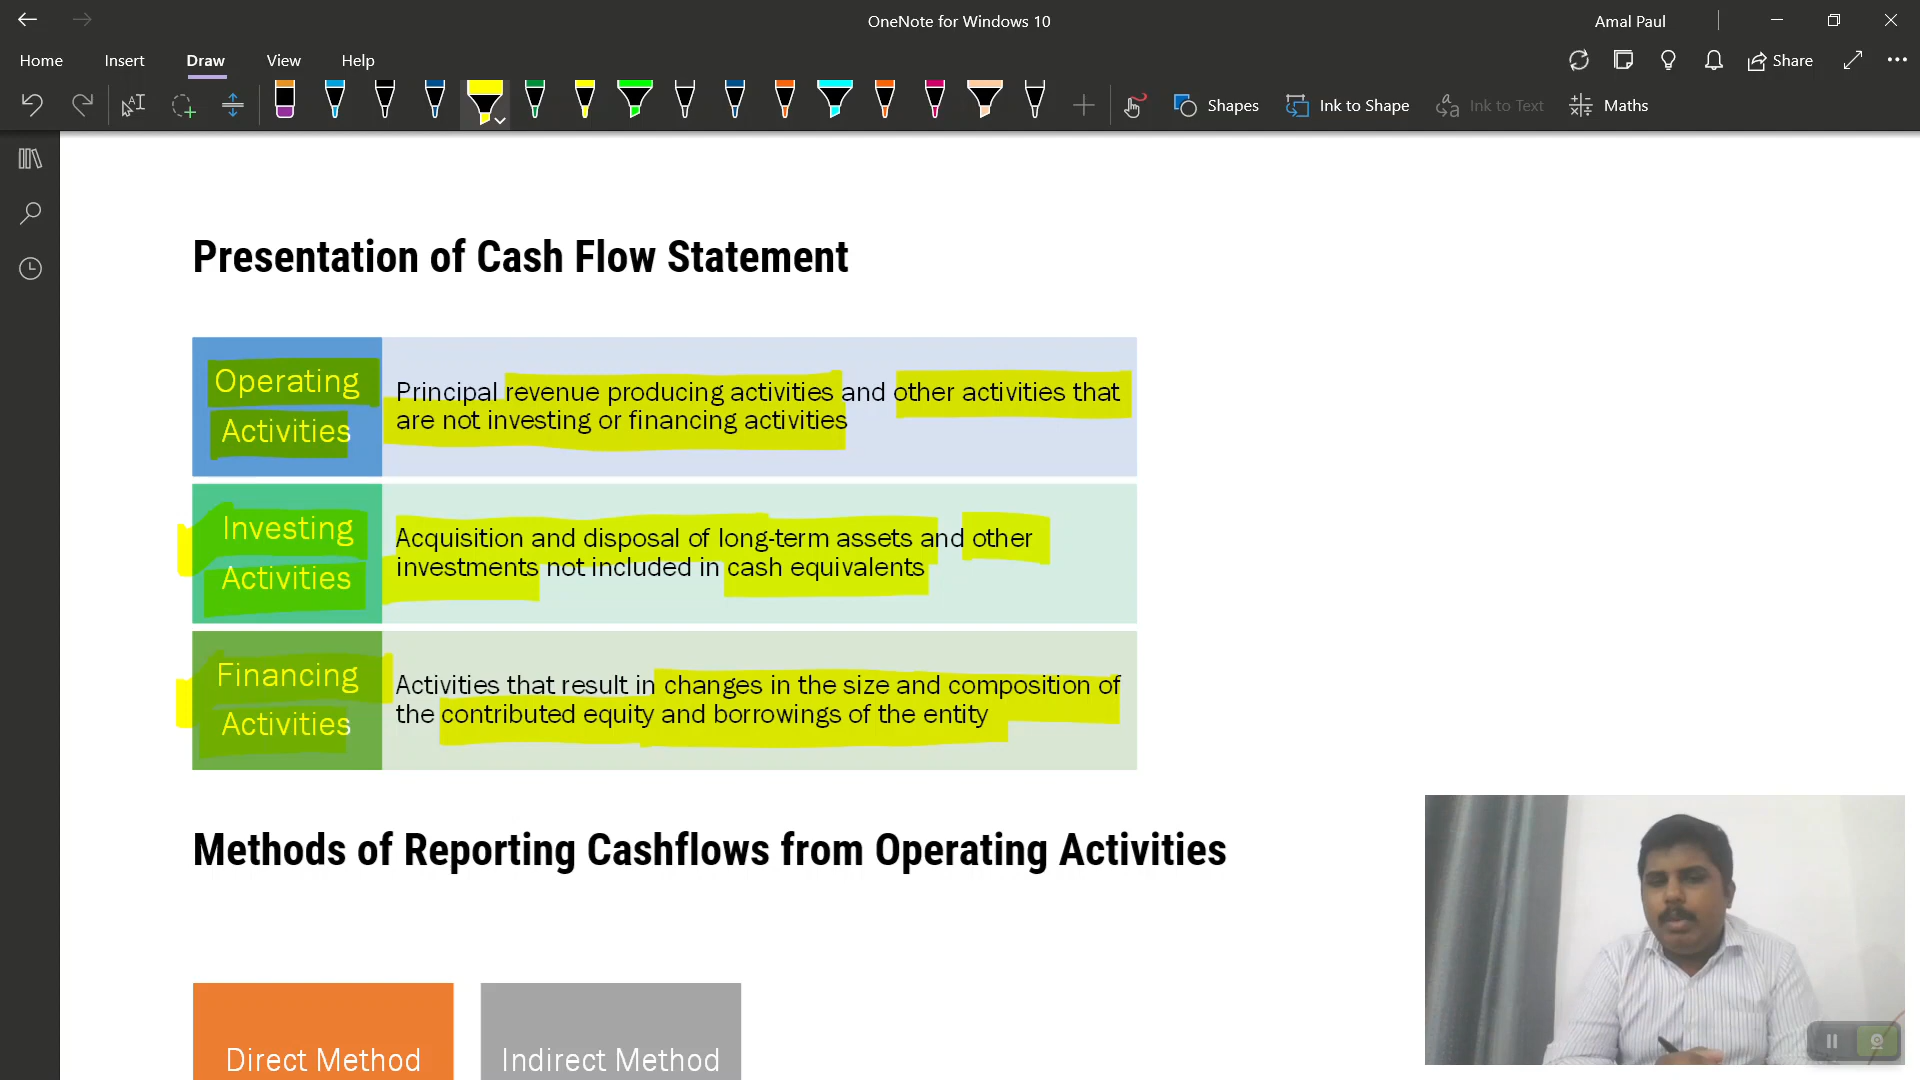 OneNote for Windows 10
Amal Paul
Home Insert Draw View Help
Share
Shapes Ink to Shape Ink to Text Maths
Presentation of Cash Flow Statement
Operating
Activities
Principal revenue producing activities and other activities that
are not investing or financing activities
Investing
Activities
Acquisition and disposal of long-term assets and other
investments not included in cash equivalents
Financing
Activities
Activities that result in changes in the size and composition of
the contributed equity and borrowings of the entity
Methods of Reporting Cashflows from Operating Activities
Direct Method
Indirect Method